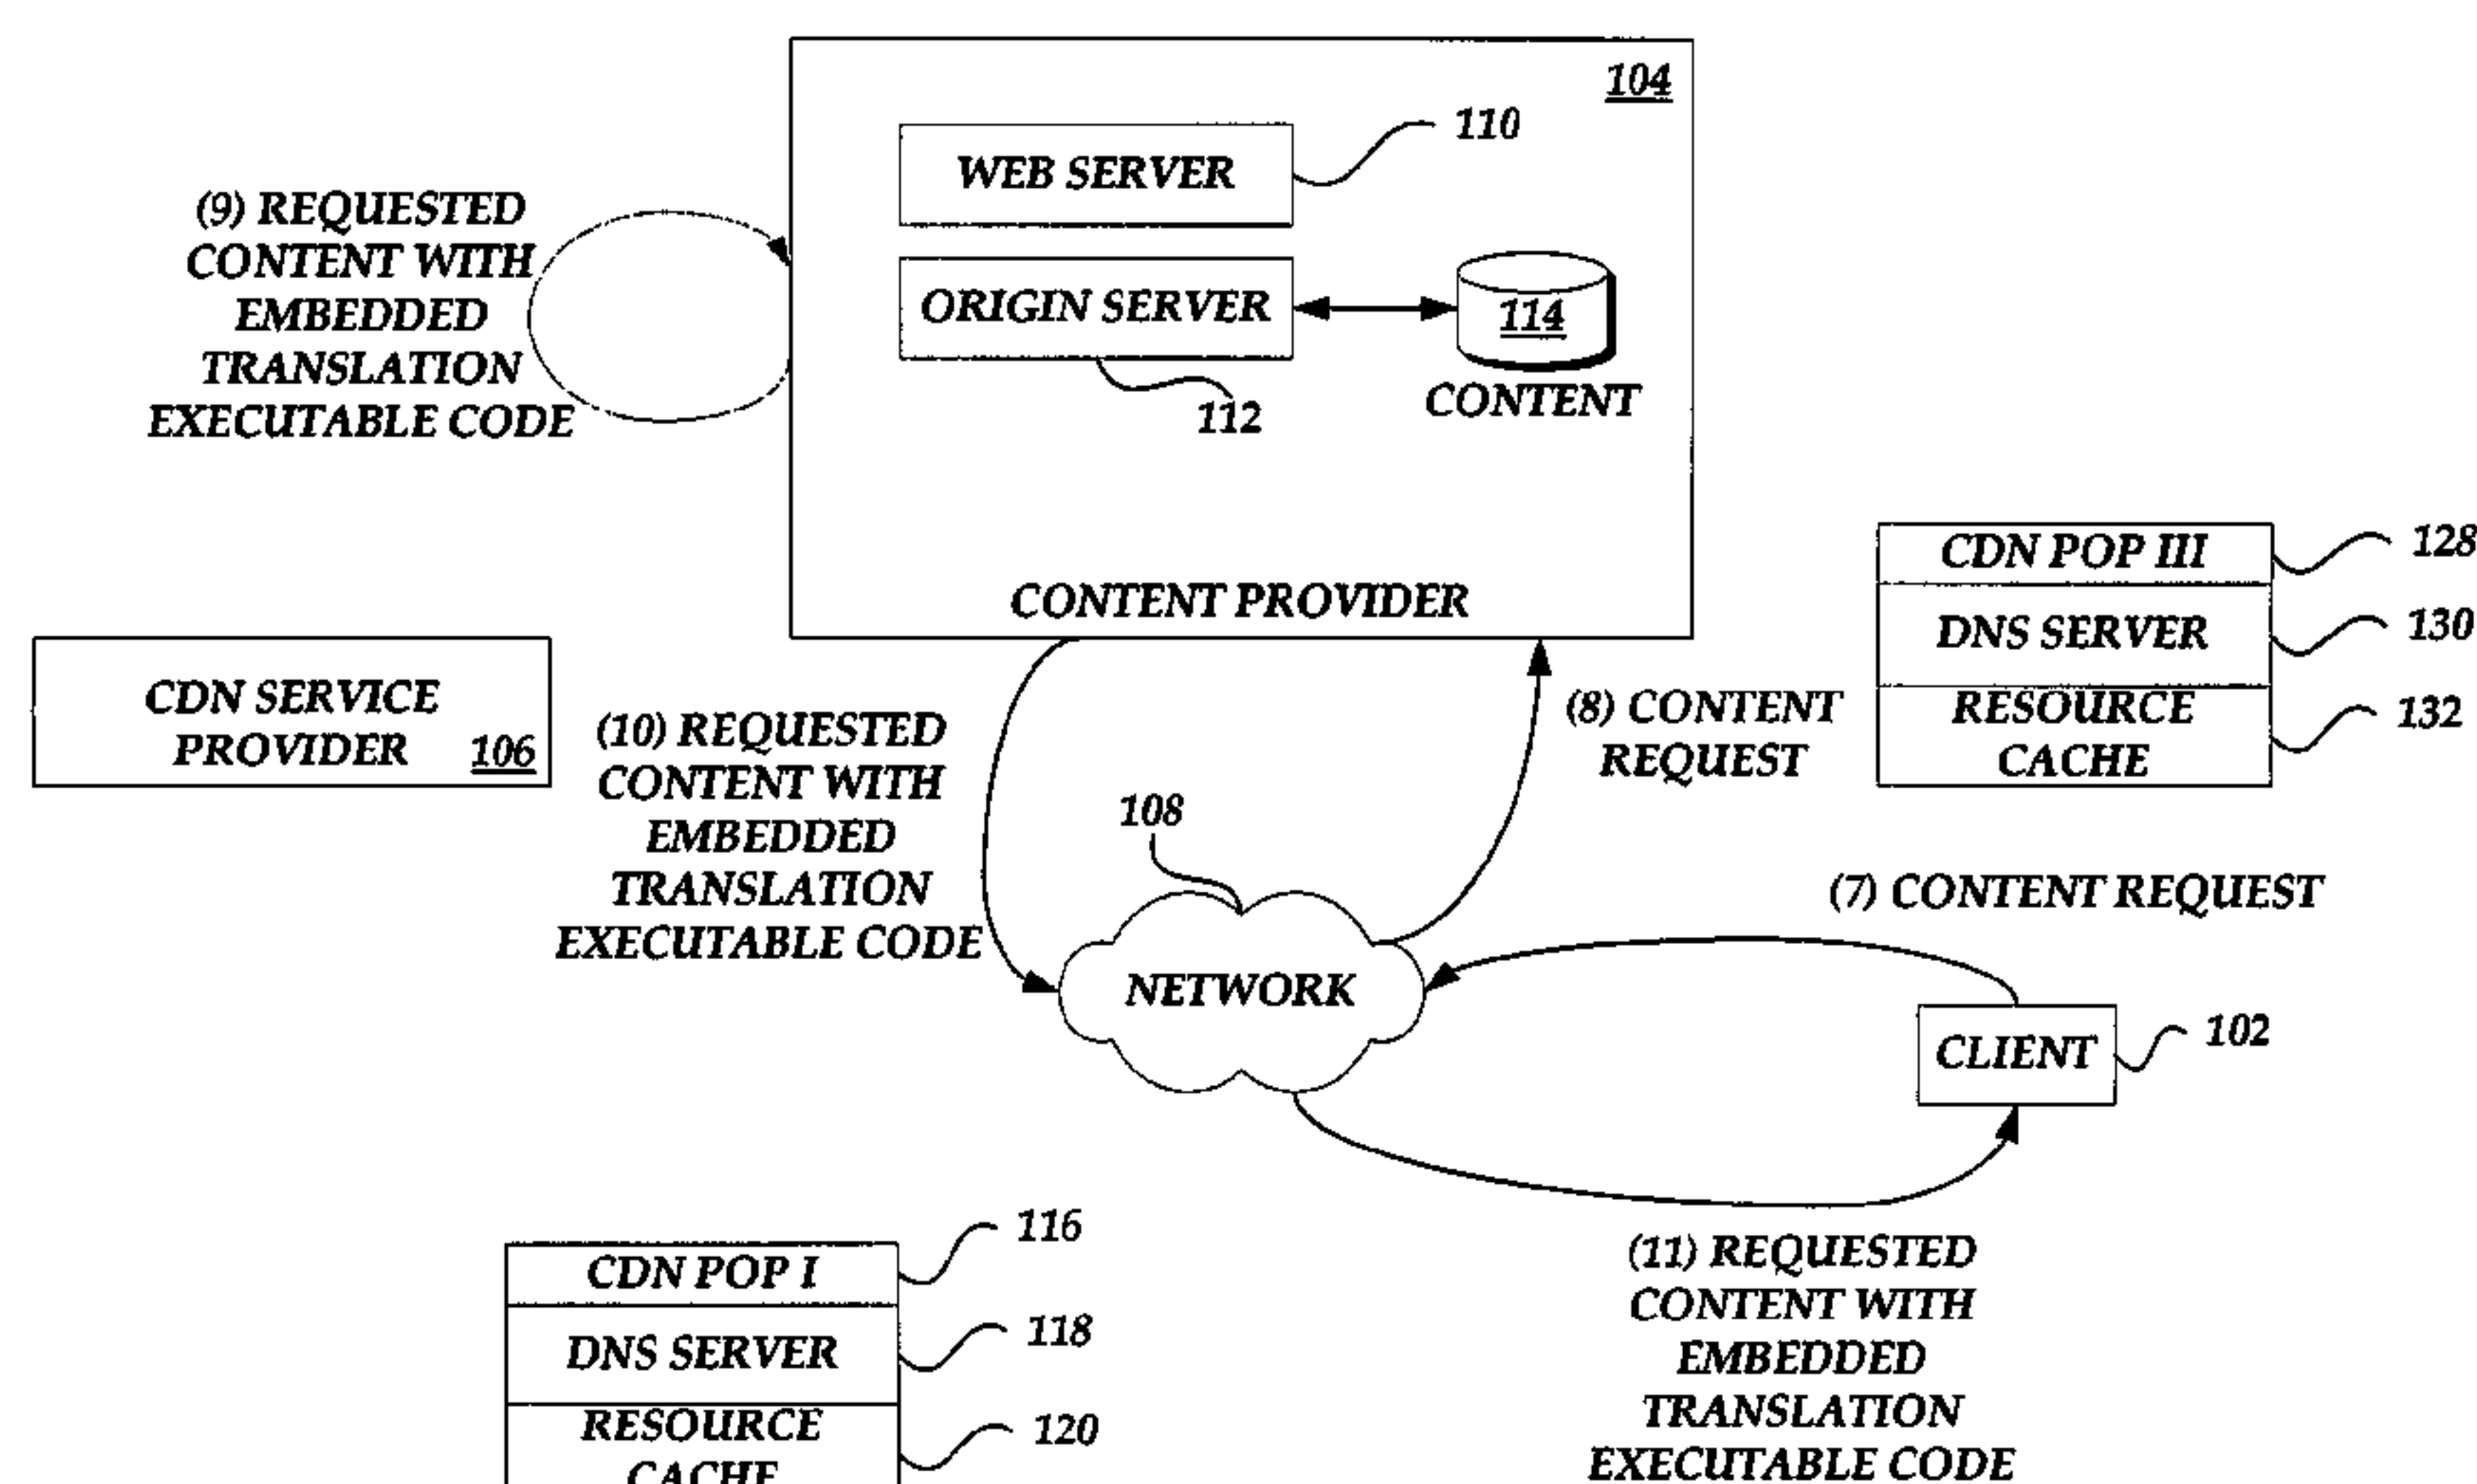 104
WEB SERVER
110
(9) REQUESTED
CONTENT WITH
EMBEDDED
TRANSLATION
EXECUTABLE CODE
ORIGIN SERVER
114
112
CONTENT
CONTENT PROVIDER
CDN POP III
128
DNS SERVER
130
RESOURCE
CACHE
132
CDN SERVICE
PROVIDER 106
(10) REQUESTED
CONTENT WITH
EMBEDDED
TRANSLATION
EXECUTABLE CODE
(8) CONTENT
REQUEST
108
NETWORK
(7) CONTENT REQUEST
CLIENT
102
CDN POP I
116
DNS SERVER
118
RESOURCE
CACHE
120
(11) REQUESTED
CONTENT WITH
EMBEDDED
TRANSLATION
EXECUTABLE CODE